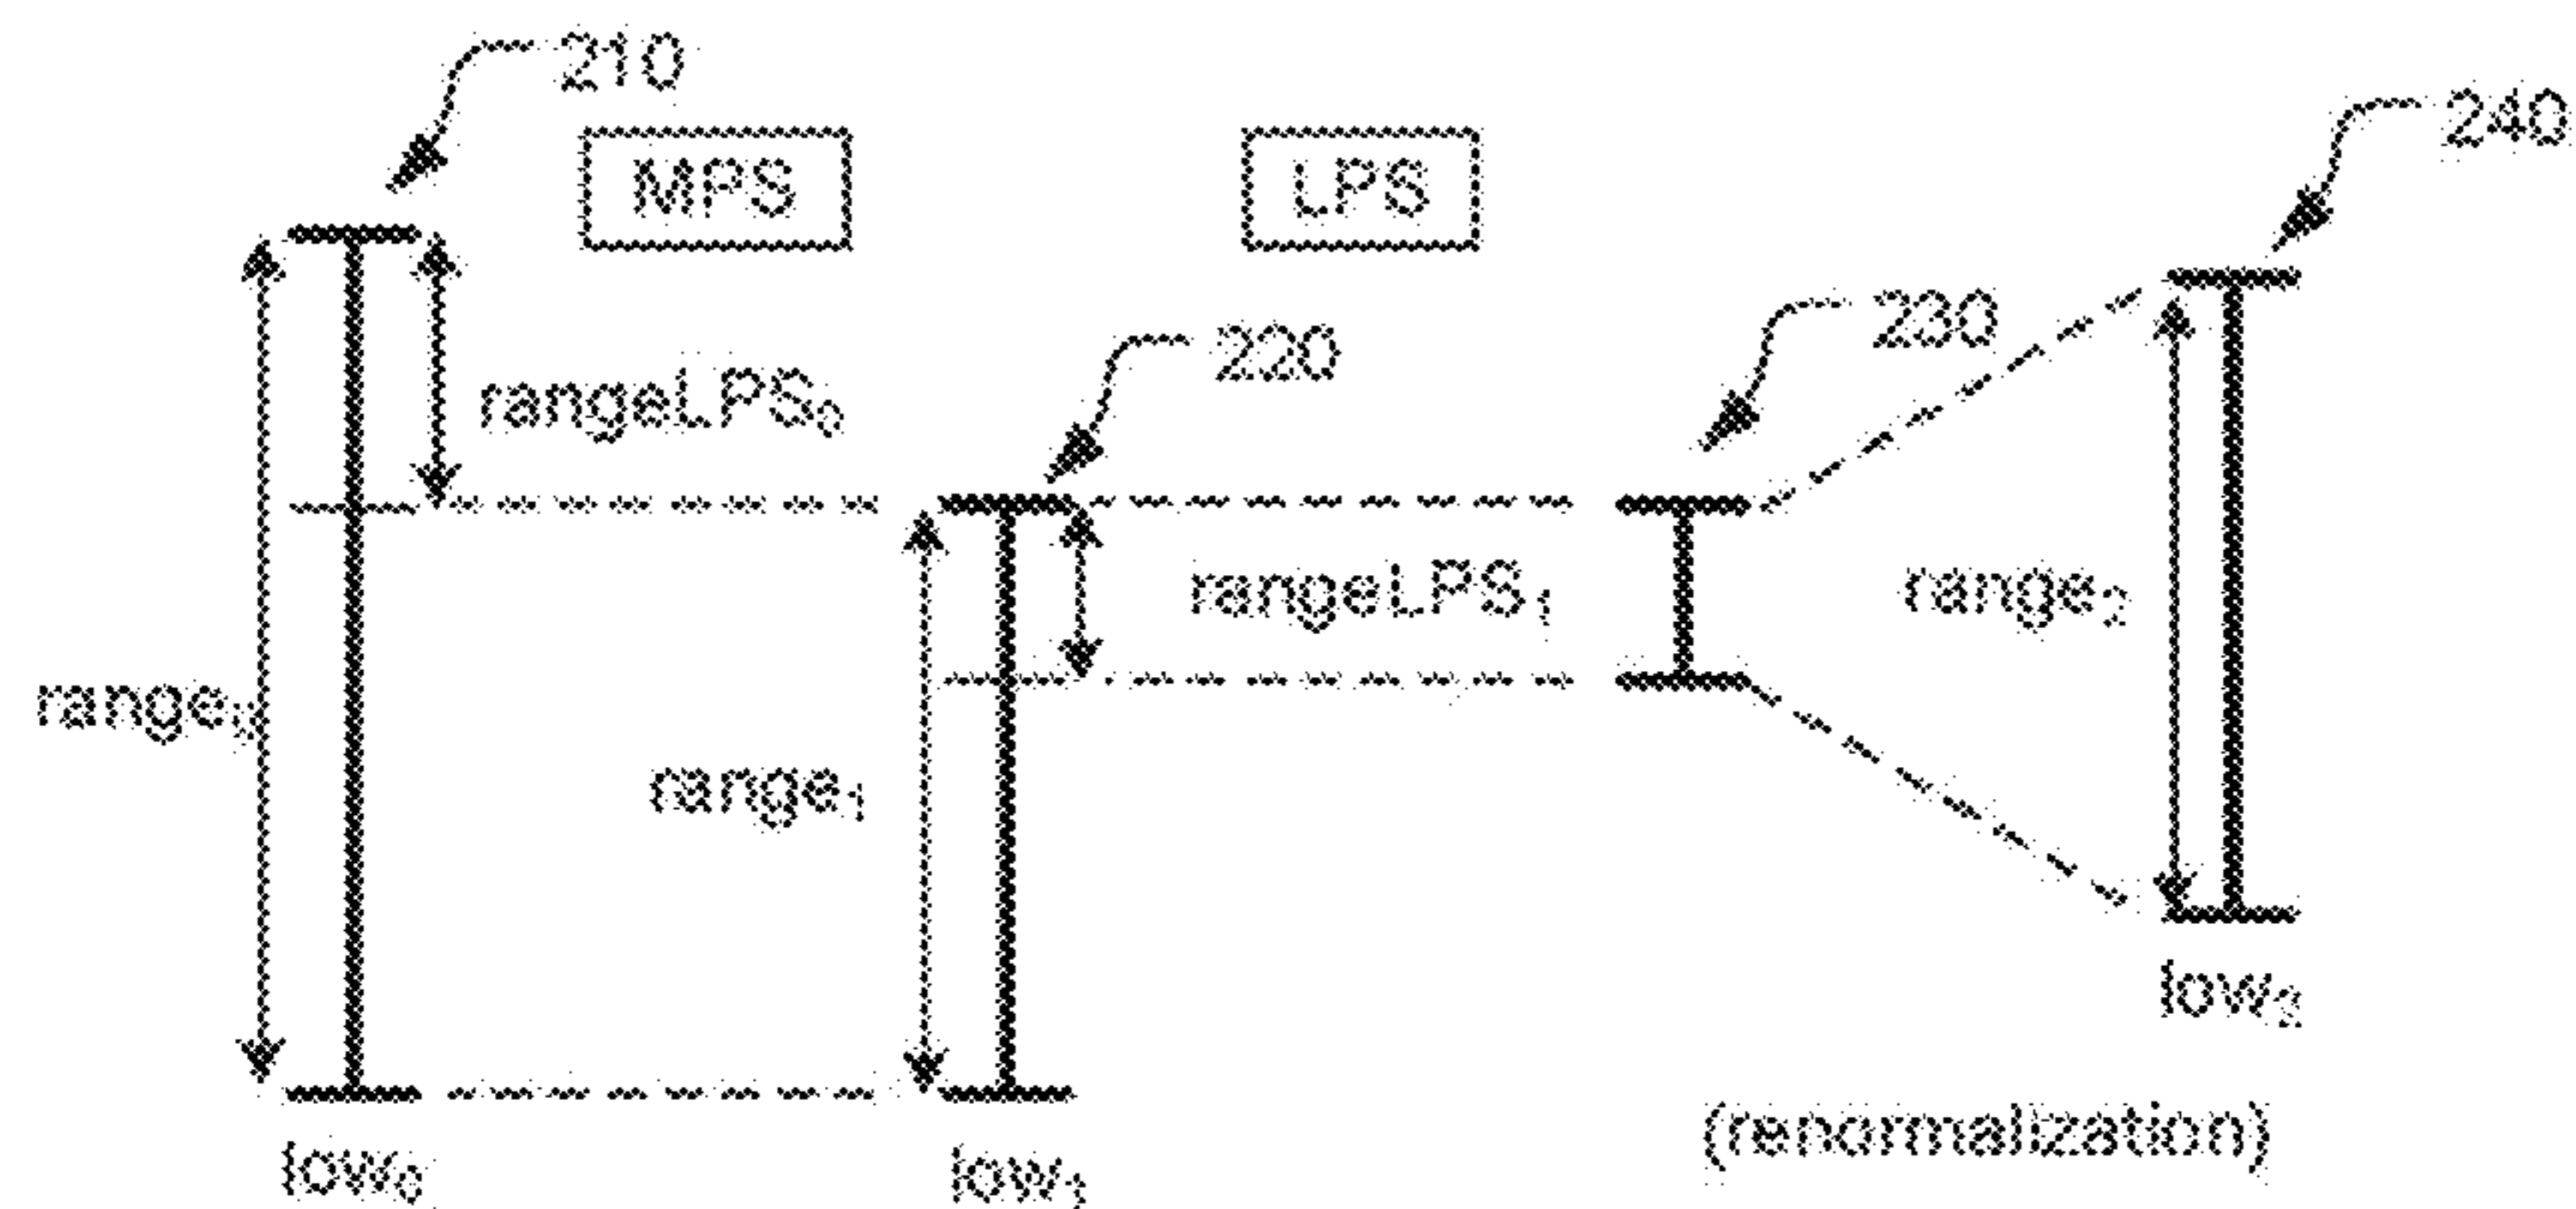 210
240
MPS
LPS
230
220
rangeLPS₀
rangeLPS₁
range₂
range₀
range₁
low₂
(renormalization)
low₀
low₁